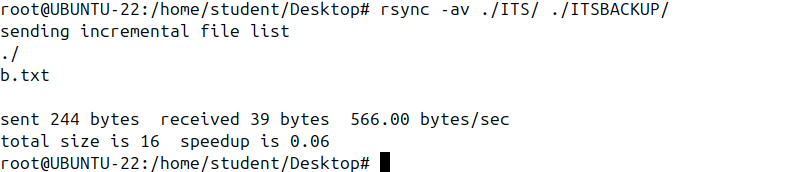 root@UBUNTU-22:/home/student/Desktop# rsync -av ./ITS/ ./ITSBACKUP/
sending incremental file list
./
b.txt
sent 244 bytes  received 39 bytes  566.00 bytes/sec
total size is 16  speedup is 0.06
root@UBUNTU-22:/home/student/Desktop#